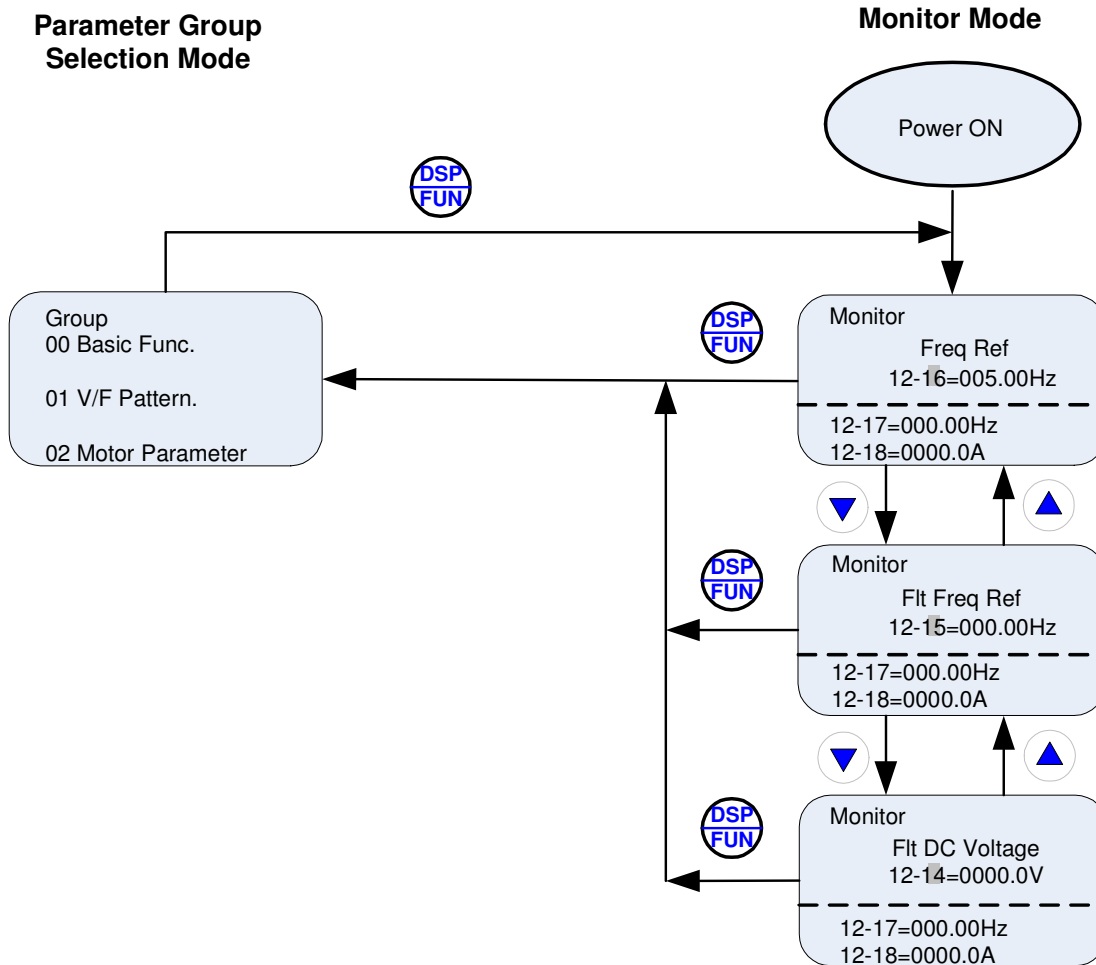 Parameter Group
Selection Mode
Monitor Mode
Power ON
DSP
FUN
Group
00 Basic Func.
01 V/F Pattern.
02 Motor Parameter
DSP
FUN
Monitor
Freq Ref
12-16=005.00Hz
12-17=000.00Hz
12-18=0000.0A
DSP
FUN
Monitor
Flt Freq Ref
12-15=000.00Hz
12-17=000.00Hz
12-18=0000.0A
DSP
FUN
Monitor
Flt DC Voltage
12-14=0000.0V
12-17=000.00Hz
12-18=0000.0A